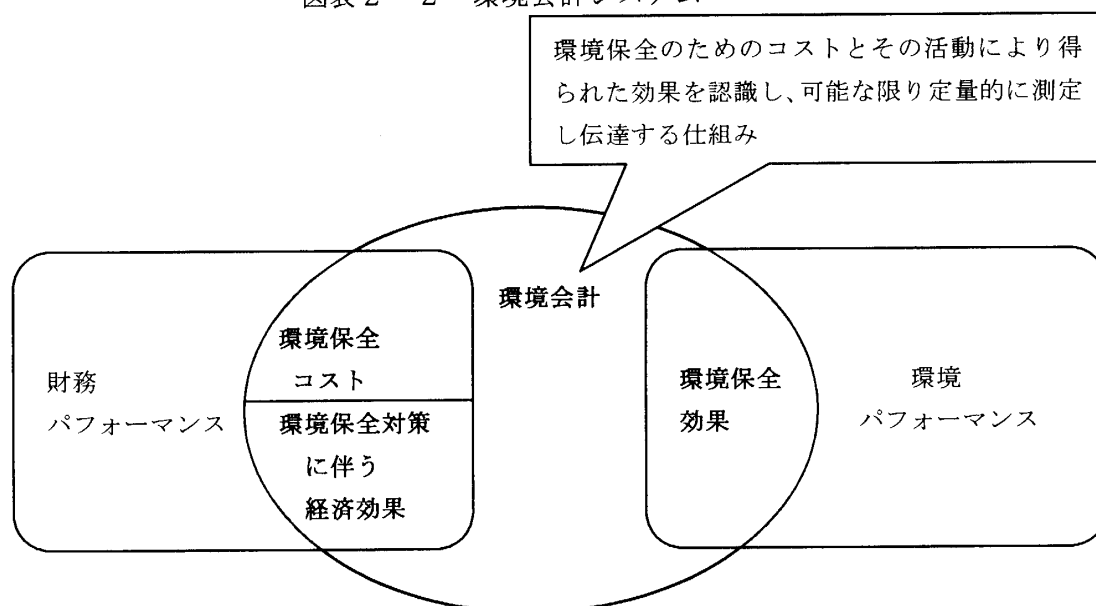 図表2-2 環境会計システム
環境保全のためのコストとその活動により得
られた効果を認識し、可能な限り定量的に測定
し伝達する仕組み
環境会計
環境保全
コスト
財務
パフォーマンス
環境保全対策
に伴う
経済効果
環境保全
効果
環境
パフォーマンス